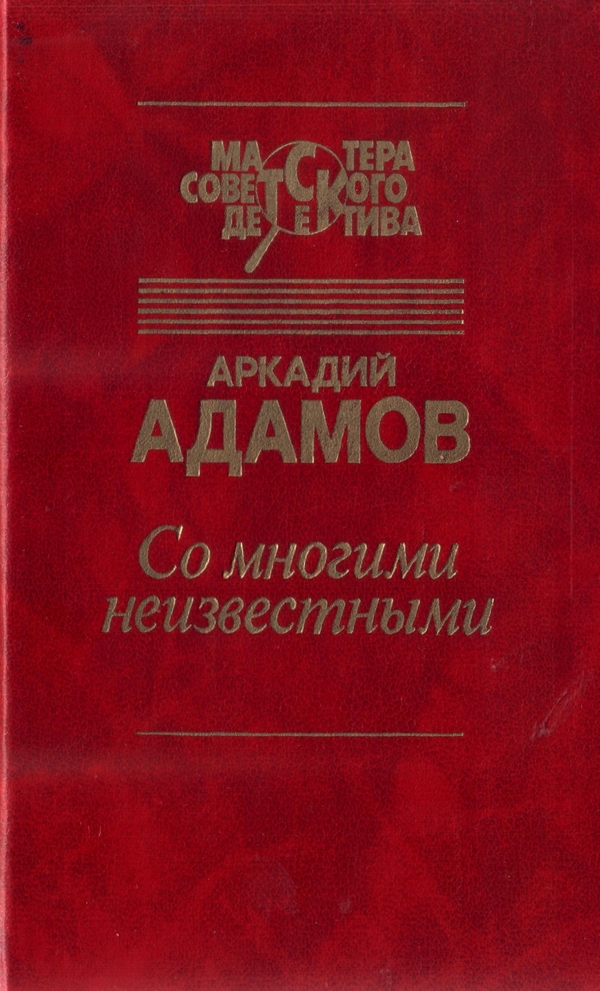 МАСТЕРА
СОВЕТСКОГО
ДЕТЕКТИВА
АРКАДИЙ
АДАМОВ
Со многими
неизвестными